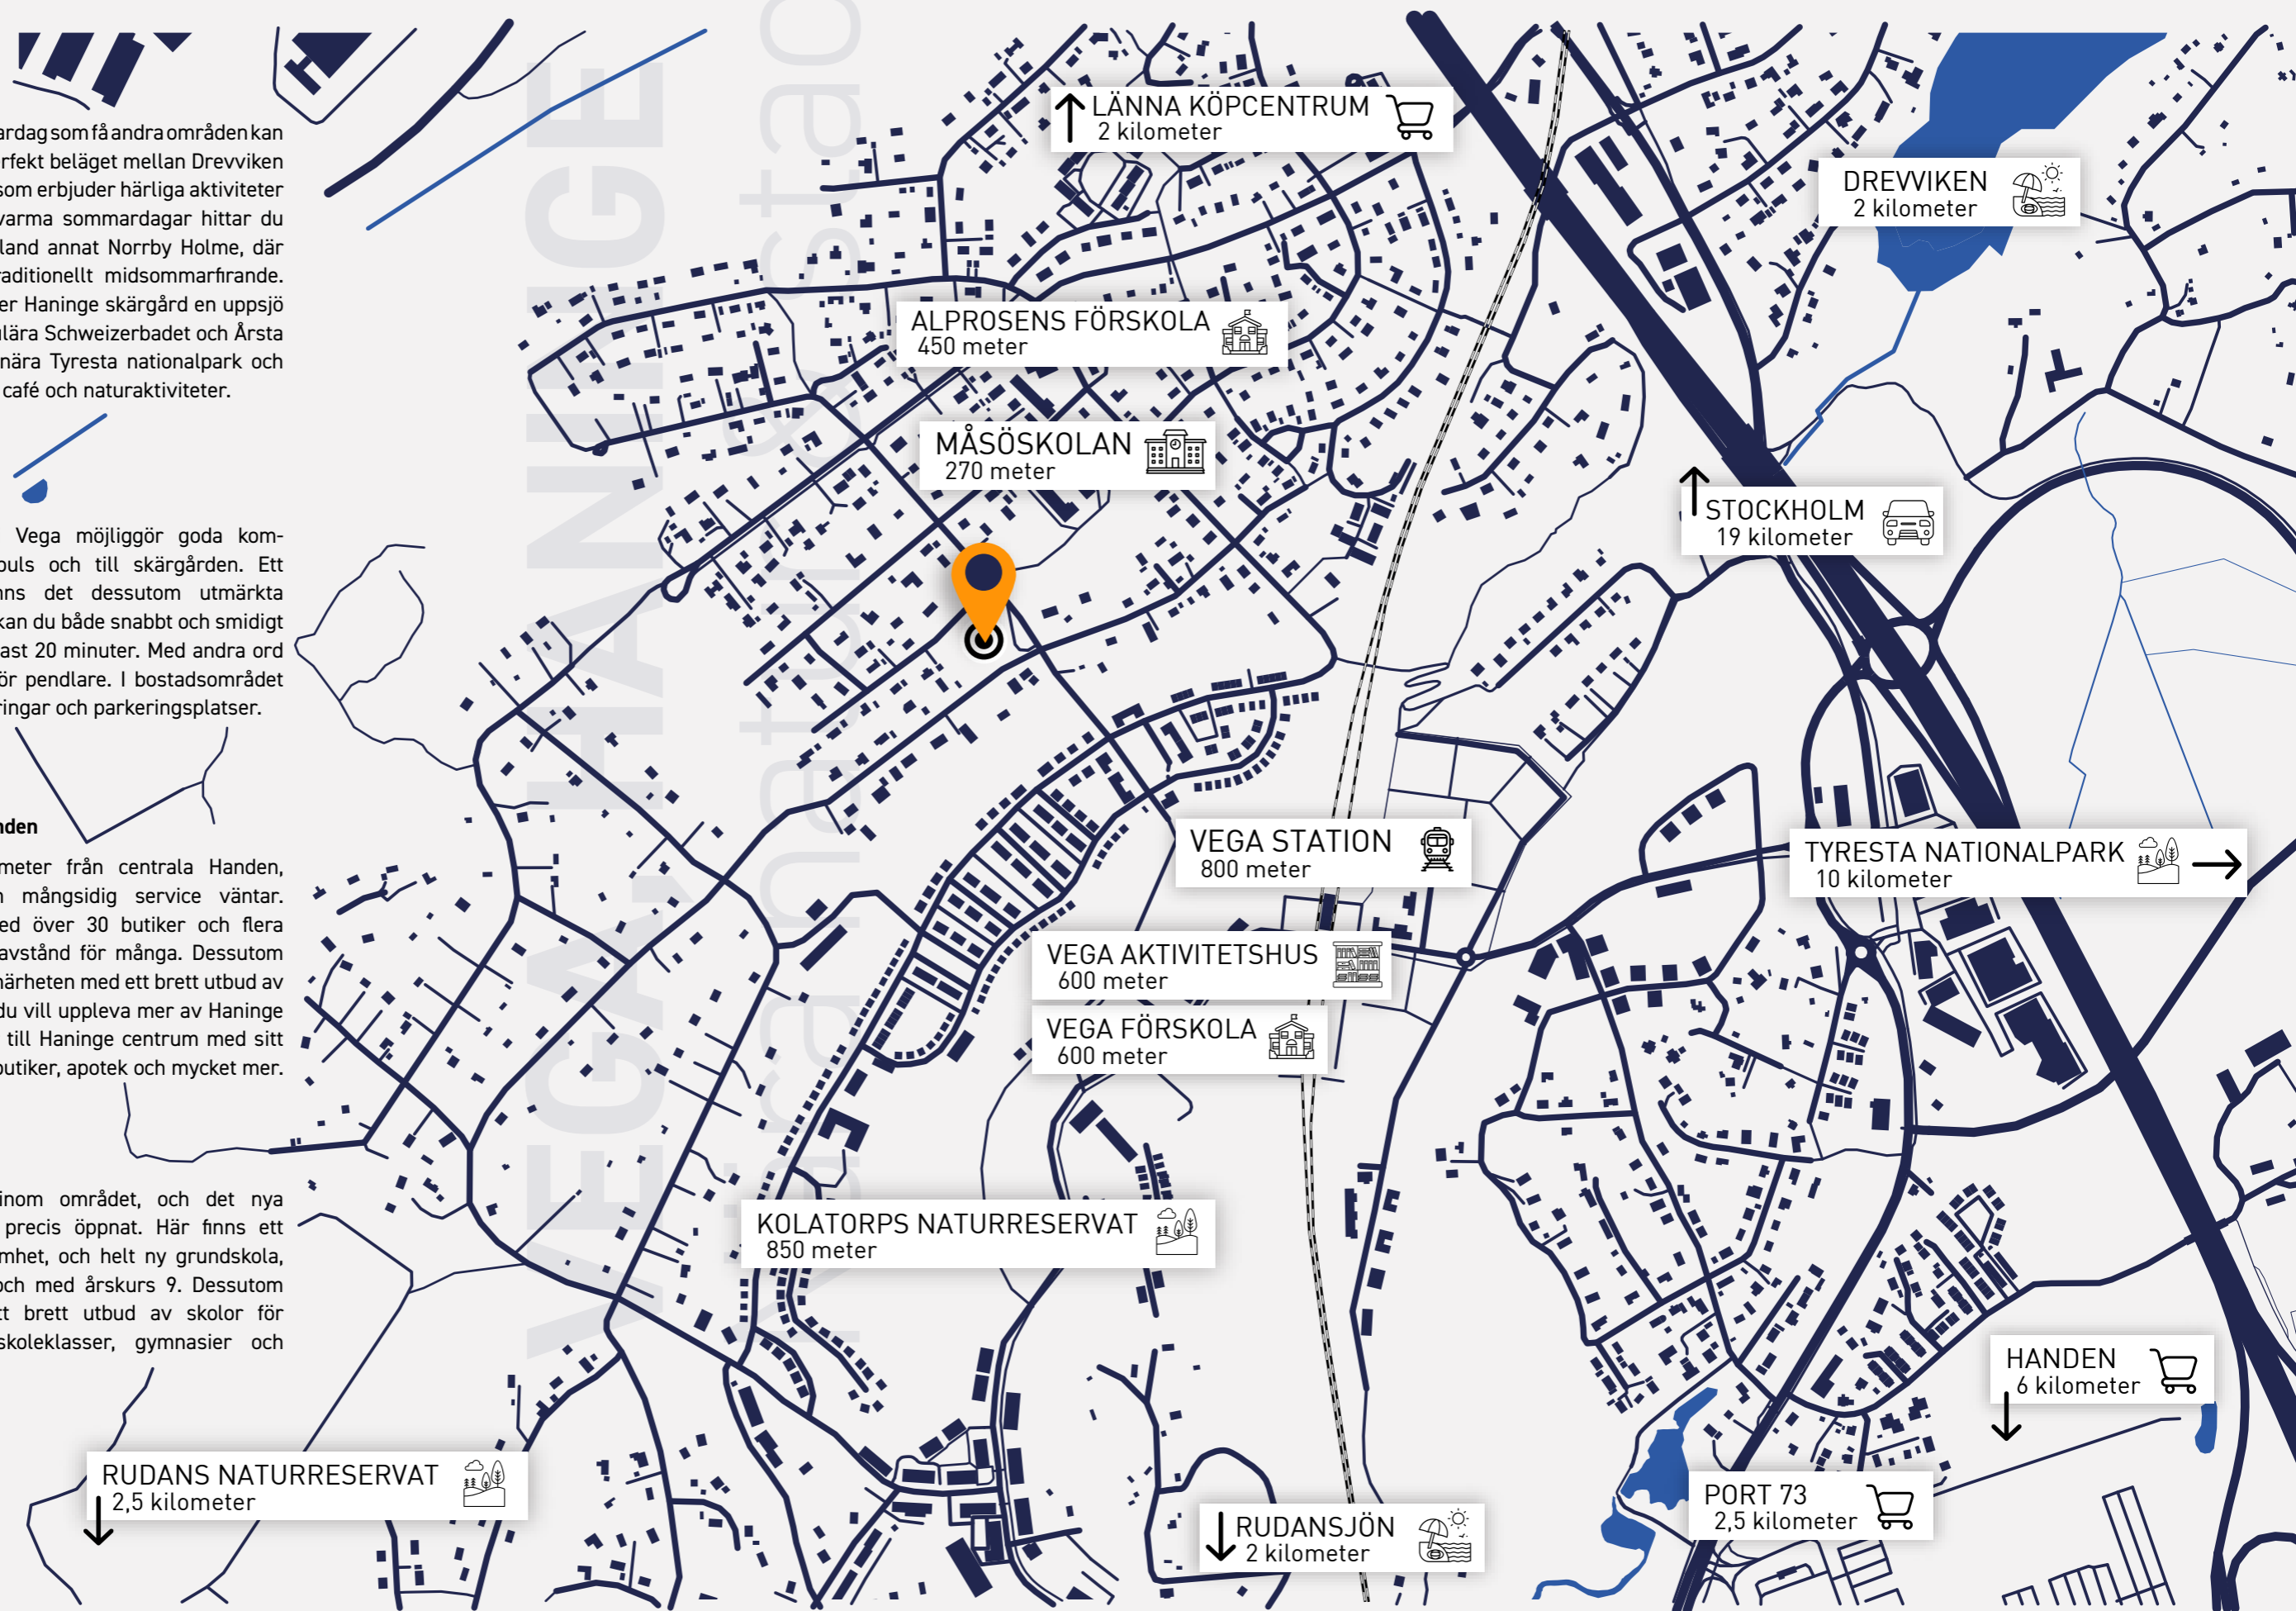 ardag som få andra områden kan
erfekt beläget mellan Drevviken
som erbjuder härliga aktiviteter
varma sommardagar hittar du
land annat Norrby Holme, där
raditionellt midsommarfirande.
er Haninge skärgård en uppsjö
lära Schweizerbadet och Årsta
nära Tyresta nationalpark och
café och naturaktiviteter.
Vega möjliggör goda kom-
puls och till skärgården. Ett
nns det dessutom utmärkta
kan du både snabbt och smidigt
ast 20 minuter. Med andra ord
ör pendlare. I bostadsområdet
ringar och parkeringsplatser.
nden
meter från centrala Handen,
mångsidig service väntar.
ed över 30 butiker och flera
avstånd för många. Dessutom
närheten med ett brett utbud av
du vill uppleva mer av Haninge
till Haninge centrum med sitt
butiker, apotek och mycket mer.
inom området, och det nya
precis öppnat. Här finns ett
mhet, och helt ny grundskola,
och med årskurs 9. Dessutom
tt brett utbud av skolor för
skoleklasser, gymnasier och
VEGA, HANINGE
Nära natur & stad
LÄNNA KÖPCENTRUM
2 kilometer
DREVVIKEN
2 kilometer
ALPROSENS FÖRSKOLA
450 meter
MÅSÖSKOLAN
270 meter
STOCKHOLM
19 kilometer
VEGA STATION
800 meter
TYRESTA NATIONALPARK
10 kilometer
VEGA AKTIVITETSHUS
600 meter
VEGA FÖRSKOLA
600 meter
KOLATORPS NATURRESERVAT
850 meter
HANDEN
6 kilometer
RUDANS NATURRESERVAT
2,5 kilometer
PORT 73
2,5 kilometer
RUDANSJÖN
2 kilometer